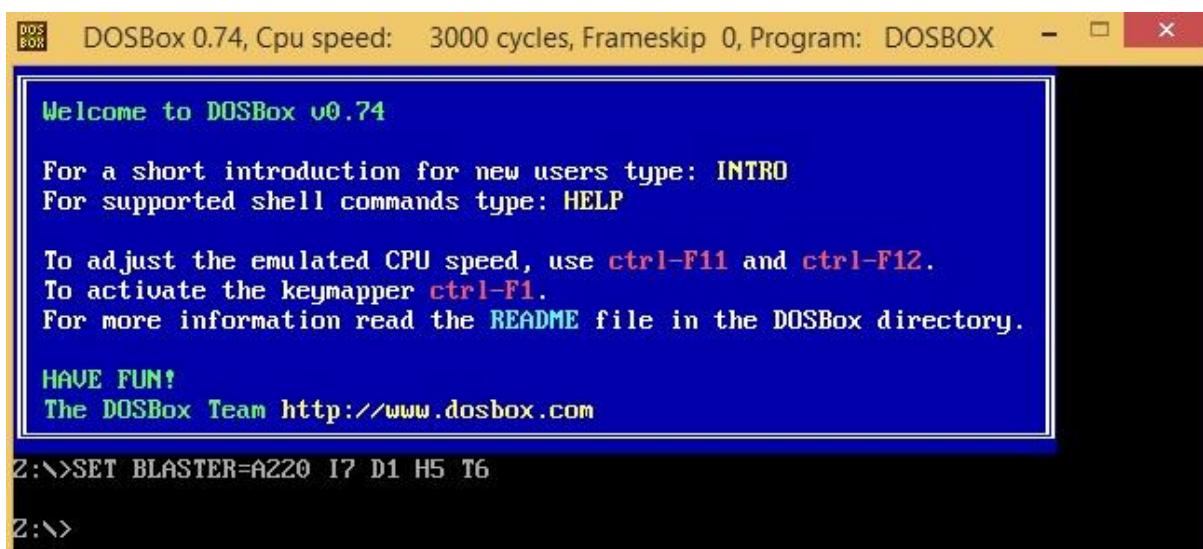 DOS BOX DOSBox 0.74, Cpu speed: 3000 cycles, Frameskip 0, Program: DOSBOX
Welcome to DOSBox v0.74
For a short introduction for new users type: INTRO
For supported shell commands type: HELP
To adjust the emulated CPU speed, use ctrl-F11 and ctrl-F12.
To activate the keymapper ctrl-F1.
For more information read the README file in the DOSBox directory.
HAVE FUN!
The DOSBox Team http://www.dosbox.com
Z:\>SET BLASTER=A220 I7 D1 H5 T6
Z:\>